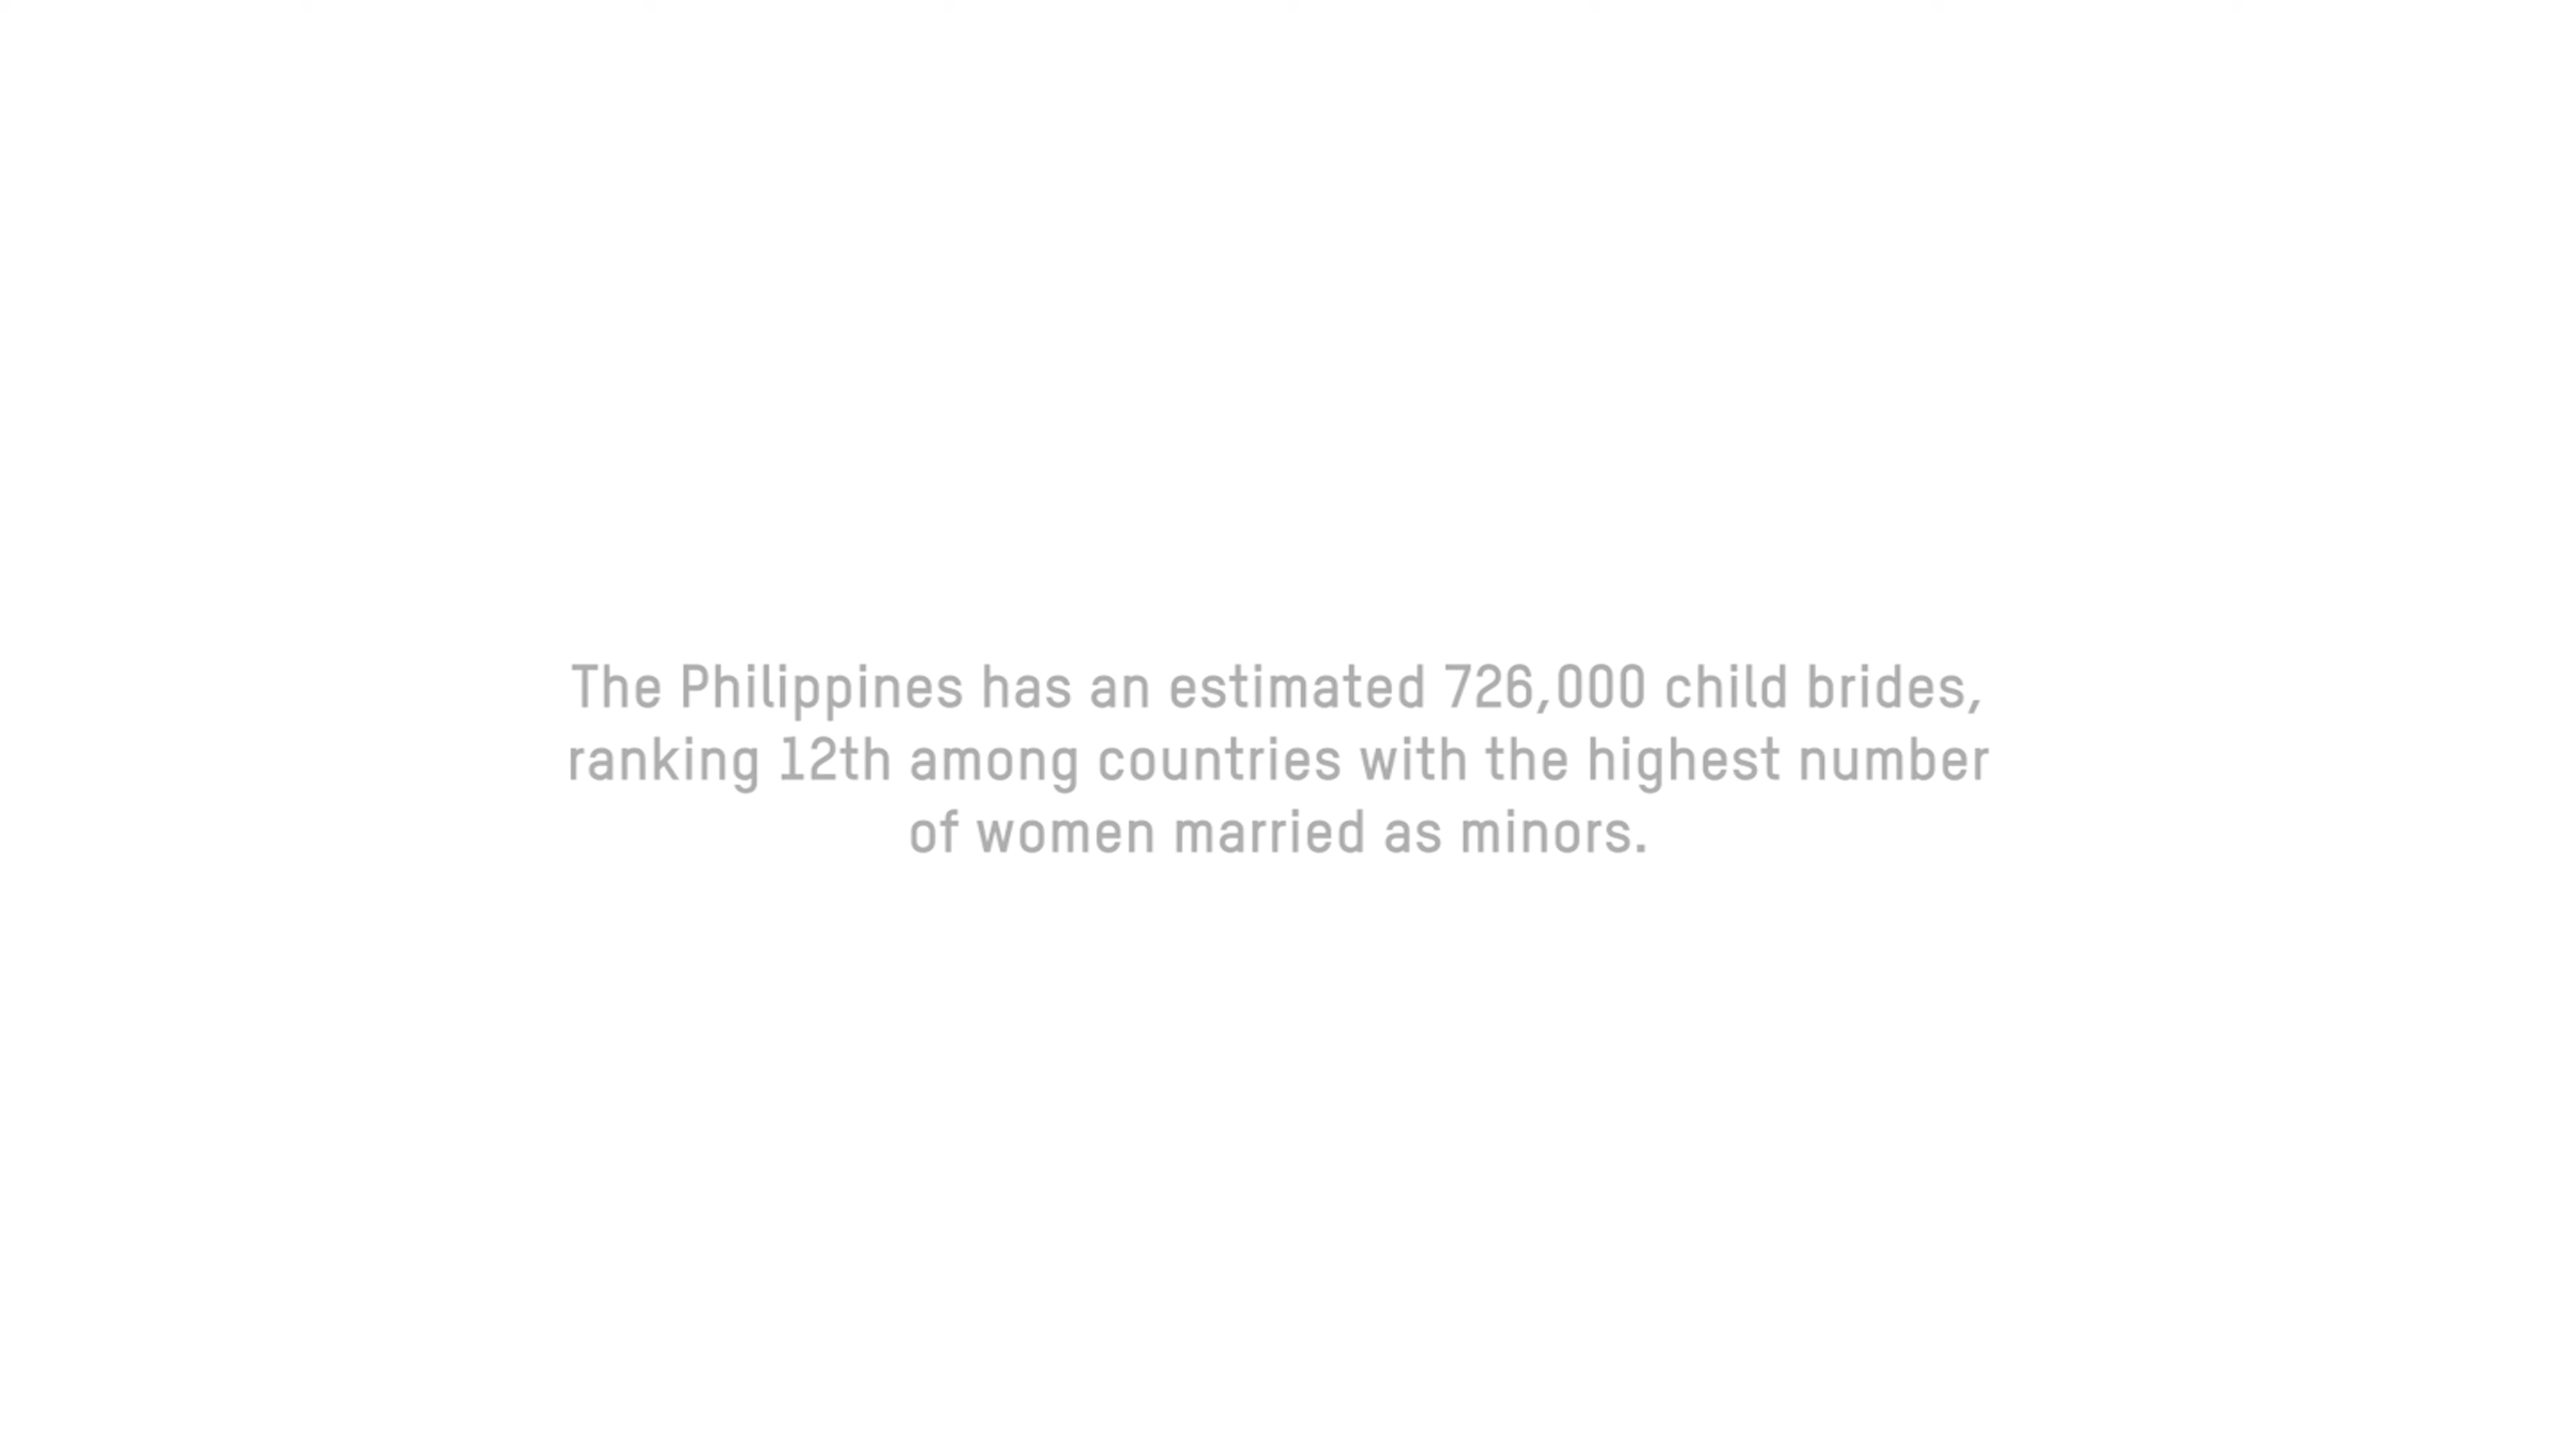 The Philippines has an estimated 726,000 child brides,
ranking 12th among countries with the highest number
of women married as minors.